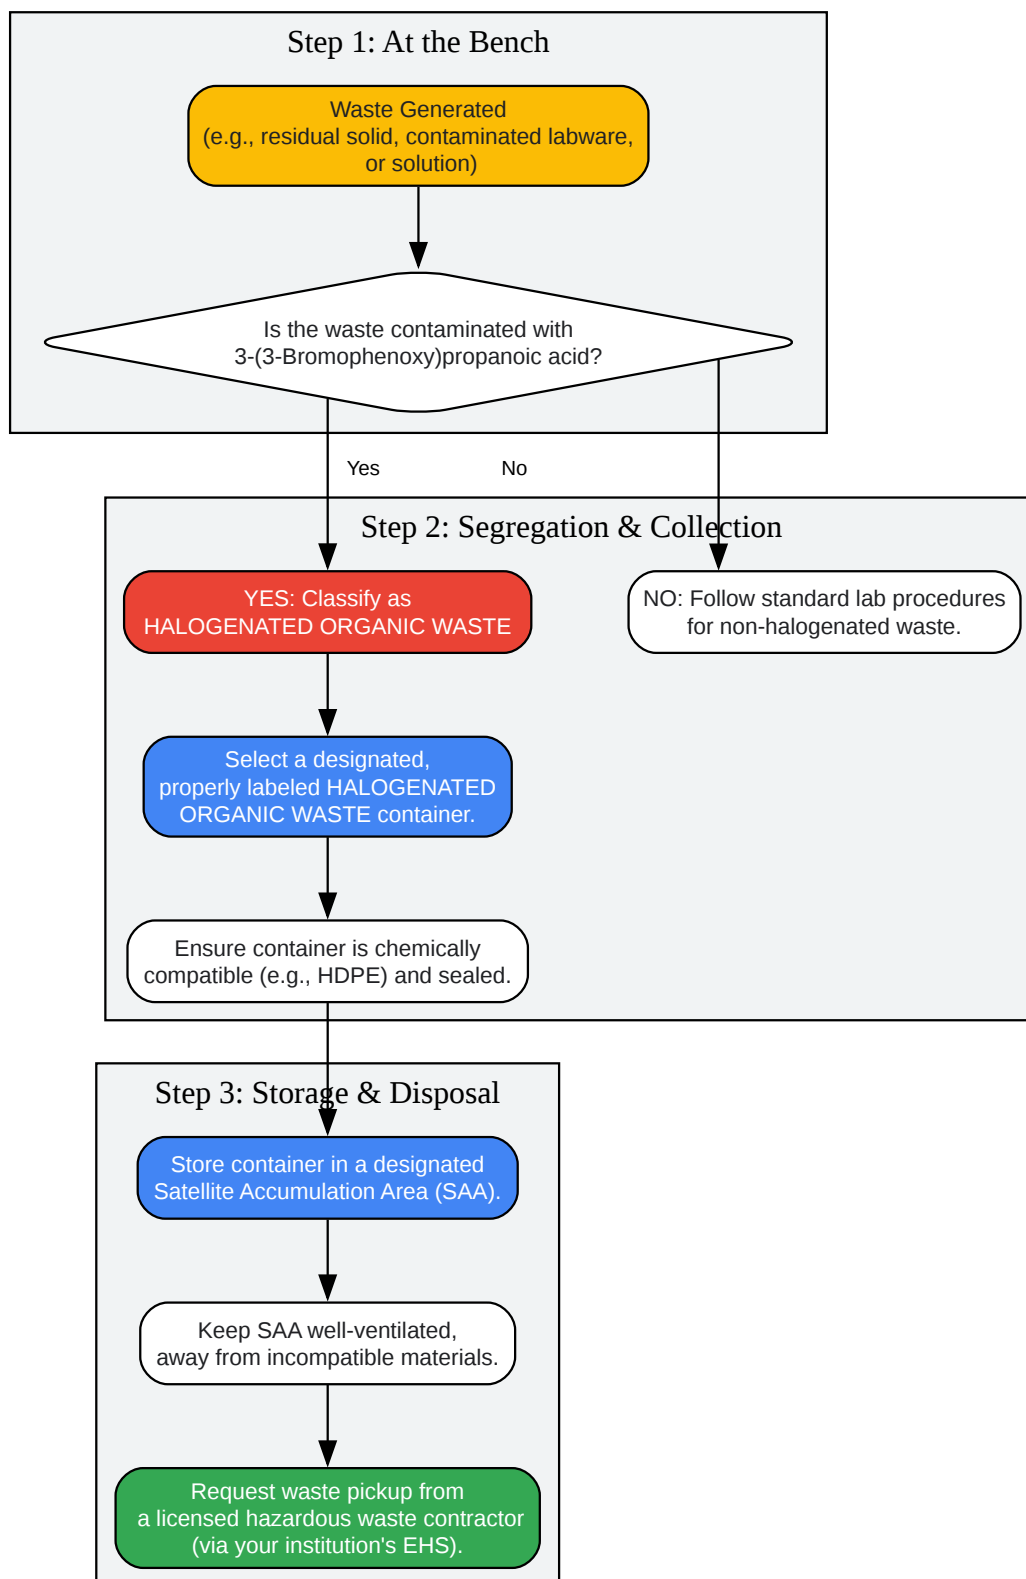 Step 1: At the Bench
Waste Generated
(e.g., residual solid, contaminated labware,
or solution)
Is the waste contaminated with
3-(3-Bromophenoxy)propanoic acid?
Yes
No
Step 2: Segregation & Collection
YES: Classify as
HALOGENATED ORGANIC WASTE
NO: Follow standard lab procedures
for non-halogenated waste.
Select a designated,
properly labeled HALOGENATED
ORGANIC WASTE container.
Ensure container is chemically
compatible (e.g., HDPE) and sealed.
Step 3: Storage & Disposal
Store container in a designated
Satellite Accumulation Area (SAA).
Keep SAA well-ventilated,
away from incompatible materials.
Request waste pickup from
a licensed hazardous waste contractor
(via your institution's EHS).